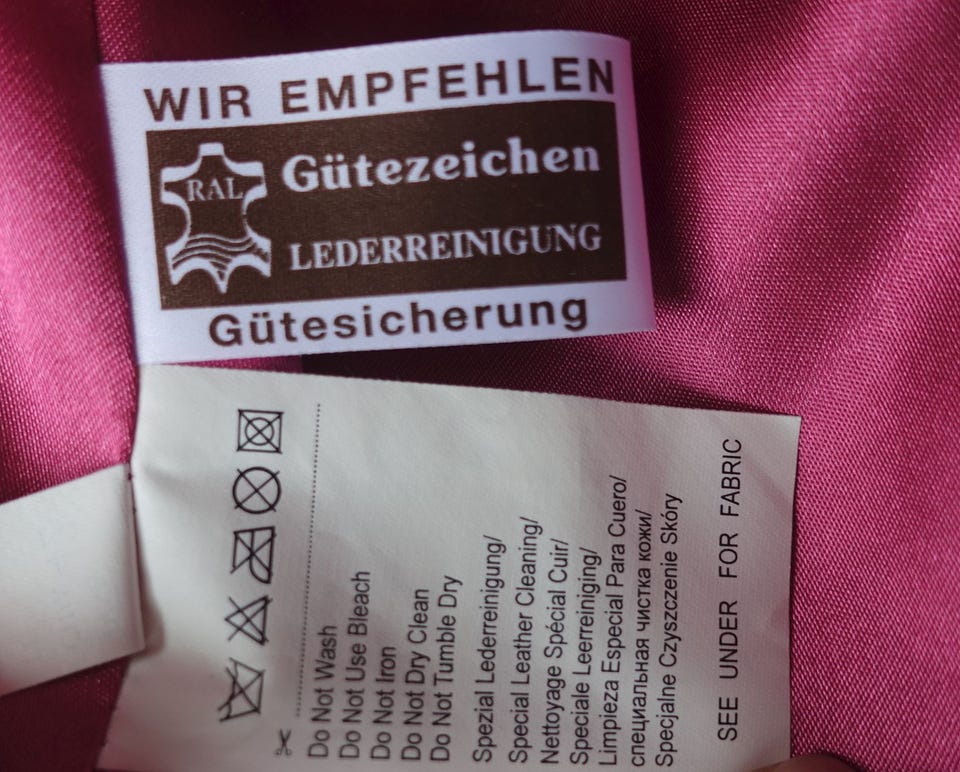 WIR EMPFEHLEN
RAL
Gütezeichen
LEDERREINIGUNG
Gütesicherung
Do Not Wash
Do Not Use Bleach
Do Not Iron
Do Not Dry Clean
Do Not Tumble Dry
Spezial Lederreinigung/
Special Leather Cleaning/
Nettoyage Spécial Cuir/
Speciale Leerreiniging/
Limpieza Especial Para Cuero/
специальная чистка кожи/
Specjalne Czyszczenie Skóry
SEE UNDER FOR FABRIC